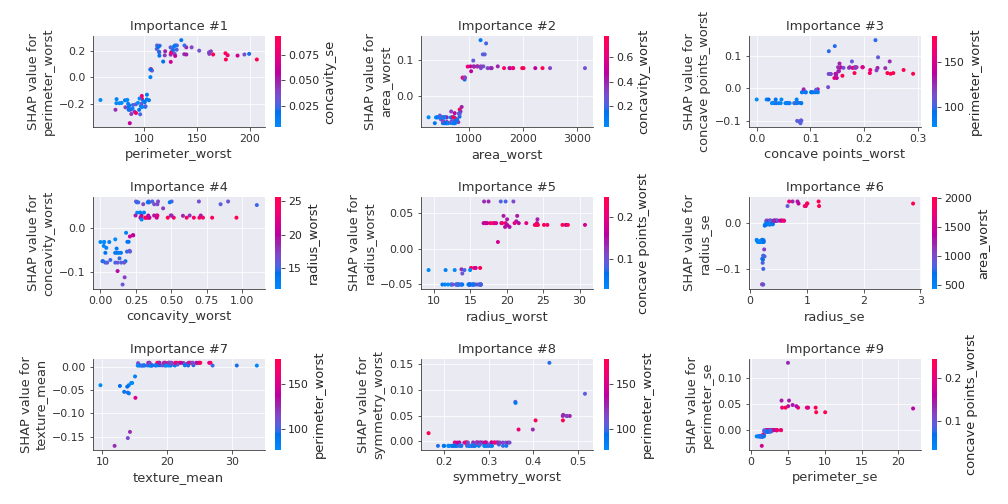 Importance #1
SHAP value for
perimeter_worst
0.2
0.0
−0.2
100
150
200
perimeter_worst
0.075
0.050
0.025
concavity_se
Importance #2
SHAP value for
area_worst
0.1
0.0
1000
2000
3000
area_worst
0.6
0.4
0.2
concavity_worst
Importance #3
SHAP value for
concave points_worst
0.1
0.0
−0.1
0.0
0.1
0.2
0.3
concave points_worst
150
100
perimeter_worst
Importance #4
SHAP value for
concavity_worst
0.0
−0.1
0.00
0.25
0.50
0.75
1.00
concavity_worst
25
20
15
radius_worst
Importance #5
SHAP value for
radius_worst
0.05
0.00
−0.05
10
15
20
25
30
radius_worst
0.2
0.1
concave points_worst
Importance #6
SHAP value for
radius_se
0.0
−0.1
0
1
2
3
radius_se
2000
1500
1000
500
area_worst
Importance #7
SHAP value for
texture_mean
0.00
−0.05
−0.10
−0.15
10
20
30
texture_mean
150
100
perimeter_worst
Importance #8
SHAP value for
symmetry_worst
0.15
0.10
0.05
0.00
0.2
0.3
0.4
0.5
symmetry_worst
150
100
perimeter_worst
Importance #9
SHAP value for
perimeter_se
0.10
0.05
0.00
0
5
10
15
20
perimeter_se
0.2
0.1
concave points_worst